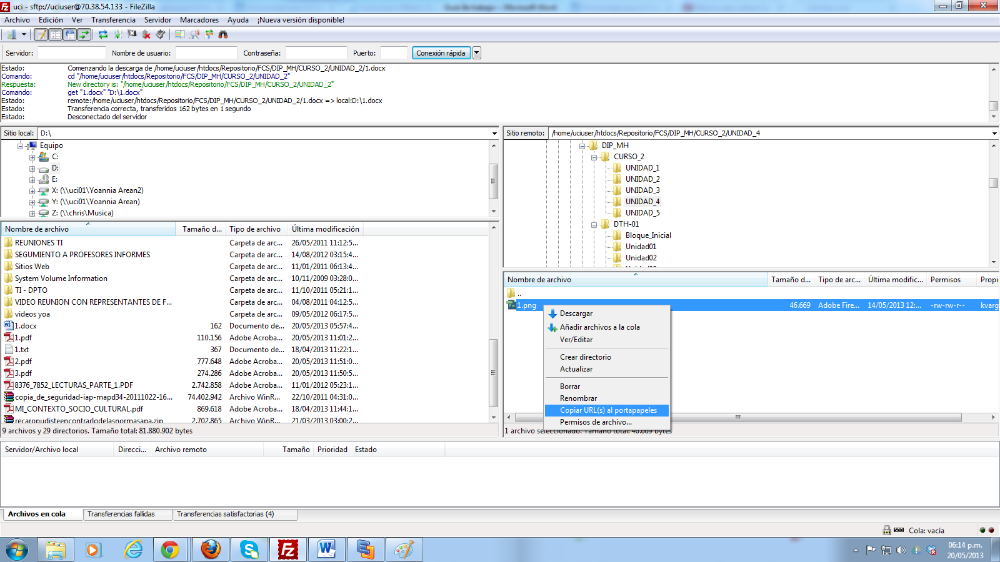 uci - sftp://uciuser@70.38.54.133 - FileZilla
Archivo Edición Ver Transferencia Servidor Marcadores Ayuda ¡Nueva versión disponible!
Servidor: Nombre de usuario: Contraseña: Puerto: Conexión rápida
Estado: Comenzando la descarga de /home/uciuser/htdocs/Repositorio/FCS/DIP_MH/CURSO_2/UNIDAD_2/1.docx
Comando: cd "/home/uciuser/htdocs/Repositorio/FCS/DIP_MH/CURSO_2/UNIDAD_2"
Respuesta: New directory is: "/home/uciuser/htdocs/Repositorio/FCS/DIP_MH/CURSO_2/UNIDAD_2"
Comando: get "1.docx" "D:\1.docx"
Estado: remote:/home/uciuser/htdocs/Repositorio/FCS/DIP_MH/CURSO_2/UNIDAD_2/1.docx => local:D:\1.docx
Estado: Transferencia correcta, transferidos 162 bytes en 1 segundo
Estado: Desconectado del servidor
Sitio local: D:\
Equipo
C:
D:
E:
X: (\\uci01\Yoannia Arean2)
Y: (\\uci01\Yoannia Arean)
Z: (\\chris\Musica)
Nombre de archivo Tamaño d... Tipo de archivo Última modificación
REUNIONES TI Carpeta de arc... 26/05/2011 11:12:5...
SEGUMIENTO A PROFESORES INFORMES Carpeta de arc... 14/08/2012 03:15:4...
Sitios Web Carpeta de arc... 11/01/2011 06:13:4...
System Volume Information Carpeta de arc... 10/11/2009 03:28:0...
TI - DPTO Carpeta de arc... 11/10/2011 05:21:1...
VIDEO REUNION CON REPRESENTANTES DE F... Carpeta de arc... 04/08/2011 04:12:5...
videos yoa Carpeta de arc... 09/05/2012 06:17:5...
1.docx 162 Documento de... 20/05/2013 05:57:4...
1.pdf 110.156 Adobe Acroba... 20/05/2013 11:01:2...
1.txt 367 Documento de... 18/04/2013 11:22:1...
2.pdf 777.648 Adobe Acroba... 20/05/2013 11:51:0...
3.pdf 274.286 Adobe Acroba... 20/05/2013 11:50:5...
8376_7852_LECTURAS_PARTE_1.PDF 2.742.858 Adobe Acroba... 11/01/2012 05:23:1...
copia_de_seguridad-iap-mapd34-20111022-16... 74.402.942 Archivo WinR... 22/10/2011 04:31:0...
MI_CONTEXTO_SOCIO_CULTURAL.pdf 869.618 Adobe Acroba... 18/04/2013 11:44:1...
recaropudisteencontrarlodelasnormasapa.zip 2.702.865 Archivo WinR... 21/03/2013 03:00:2...
9 archivos y 29 directorios. Tamaño total: 81.880.902 bytes
Sitio remoto: /home/uciuser/htdocs/Repositorio/FCS/DIP_MH/CURSO_2/UNIDAD_4
DIP_MH
CURSO_2
UNIDAD_1
UNIDAD_2
UNIDAD_3
UNIDAD_4
UNIDAD_5
DTH-01
Bloque_Inicial
Unidad01
Unidad02
Nombre de archivo Tamaño d... Tipo de arc... Última modific... Permisos Propi
..
1.png 46.669 Adobe Fire... 14/05/2013 12:... -rw-rw-r-- kvarg
Descargar
Añadir archivos a la cola
Ver/Editar
Crear directorio
Actualizar
Borrar
Renombrar
Copiar URL(s) al portapapeles
Permisos de archivo...
1 archivo seleccionado. Tamaño total: 46.669 bytes
Servidor/Archivo local Direcci... Archivo remoto Tamaño Prioridad Estado
Archivos en cola Transferencias fallidas Transferencias satisfactorias (4)
Cola: vacía
06:14 p.m.
20/05/2013